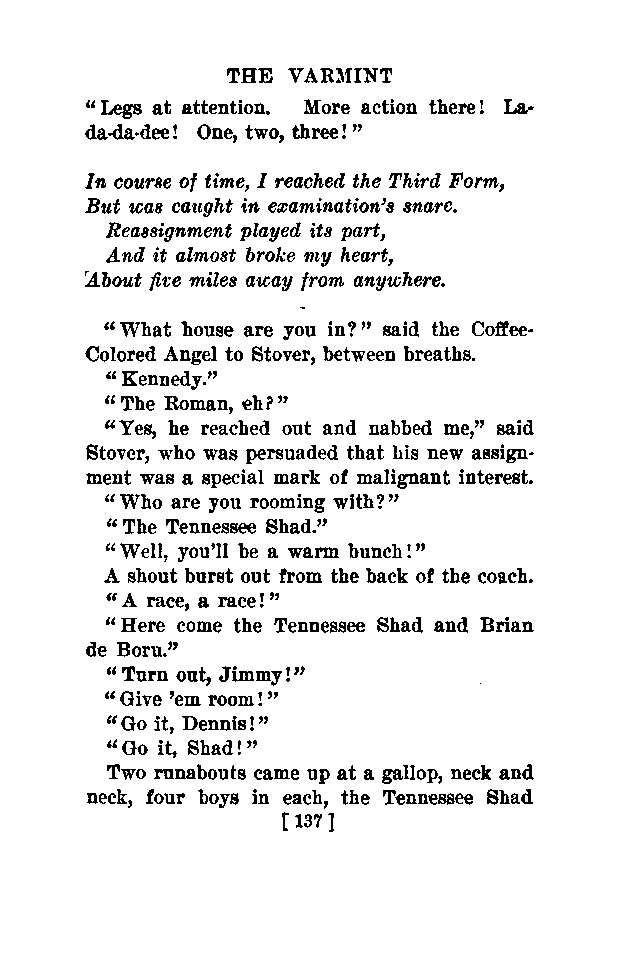 THE VARMINT
“Legs at attention. More action there! La-
da-da-dee! One, two, three!”
In course of time, I reached the Third Form,
But was caught in examination’s snare.
Reassignment played its part,
And it almost broke my heart,
’About five miles away from anywhere.
“What house are you in?” said the Coffee-
Colored Angel to Stover, between breaths.
“Kennedy.”
“The Roman, eh?”
“Yes, he reached out and nabbed me,” said
Stover, who was persuaded that his new assign-
ment was a special mark of malignant interest.
“Who are you rooming with?”
“The Tennessee Shad.”
“Well, you’ll be a warm bunch!”
A shout burst out from the back of the coach.
“A race, a race!”
“Here come the Tennessee Shad and Brian
de Boru.”
“Turn out, Jimmy!”
“Give ’em room!”
“Go it, Dennis!”
“Go it, Shad!”
Two runabouts came up at a gallop, neck and
neck, four boys in each, the Tennessee Shad
[137]